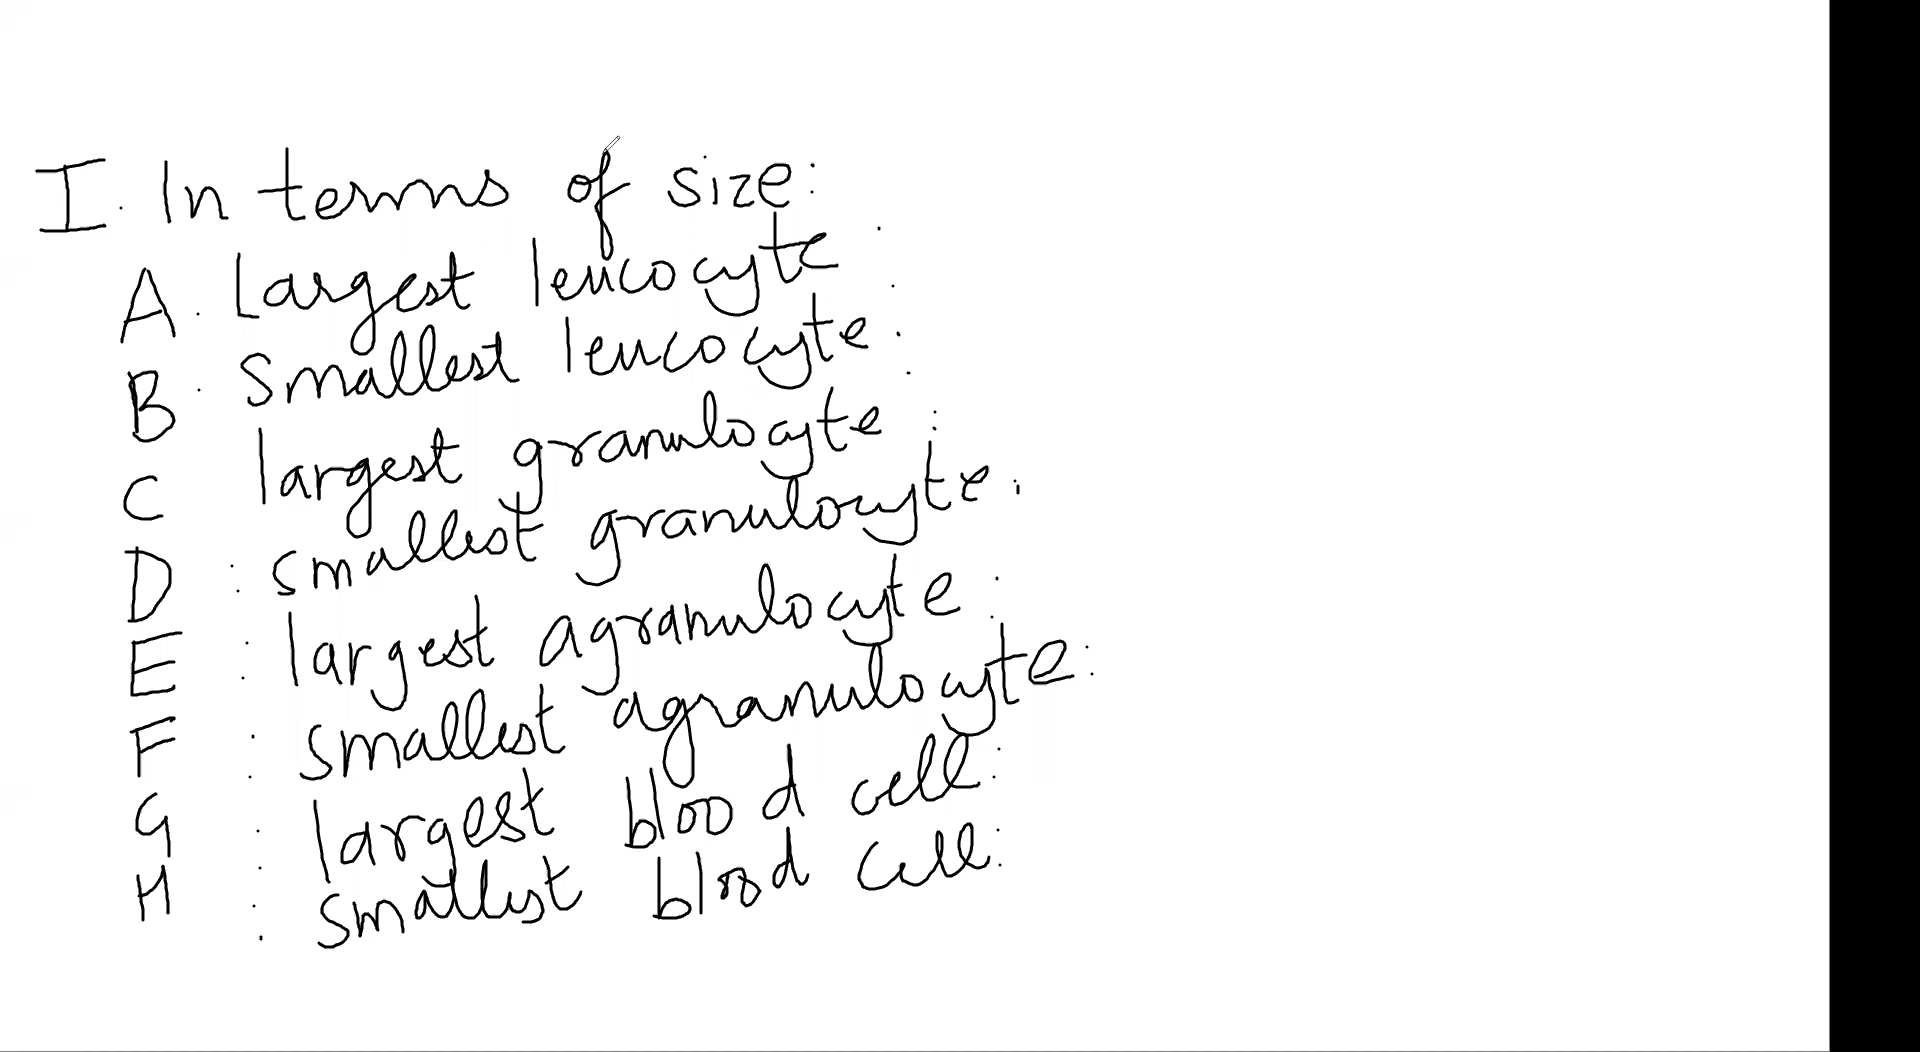 I. In terms of size:
A. Largest leucocyte:
B. Smallest leucocyte:
C largest granulocyte:
D : smallest granulocyte:
E : largest agranulocyte:
F : smallest agranulocyte:
G : largest blood cell:
H : smallest blood cell: